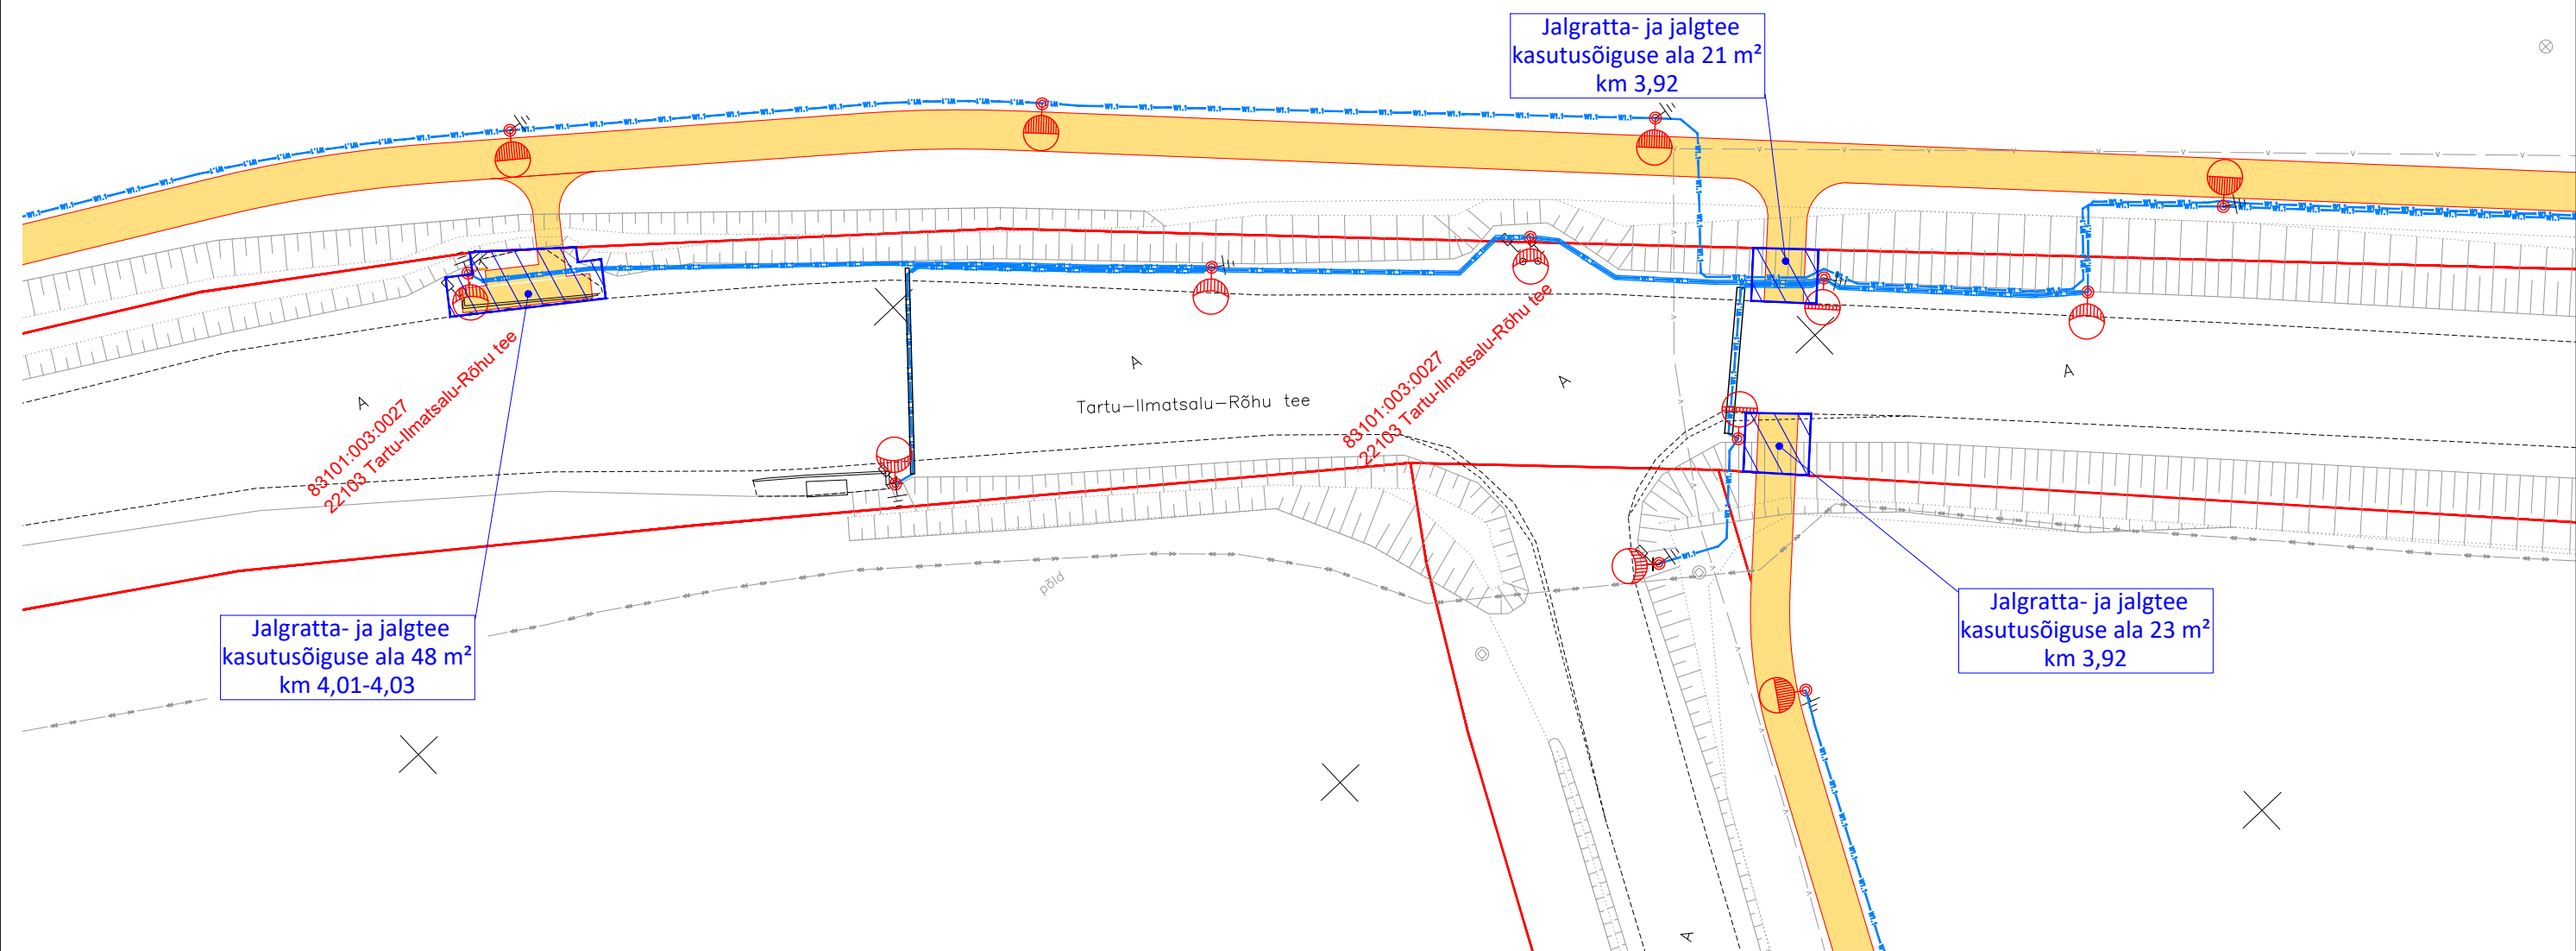 Jalgratta- ja jalgtee
kasutusõiguse ala 21 m²
km 3,92
83101:003:0027
22103 Tartu-Ilmatsalu-Rõhu tee
A
A
Tartu-Ilmatsalu-Rõhu tee
83101:003:0027
22103 Tartu-Ilmatsalu-Rõhu tee
A
A
põld
Jalgratta- ja jalgtee
kasutusõiguse ala 48 m²
km 4,01-4,03
Jalgratta- ja jalgtee
kasutusõiguse ala 23 m²
km 3,92
A